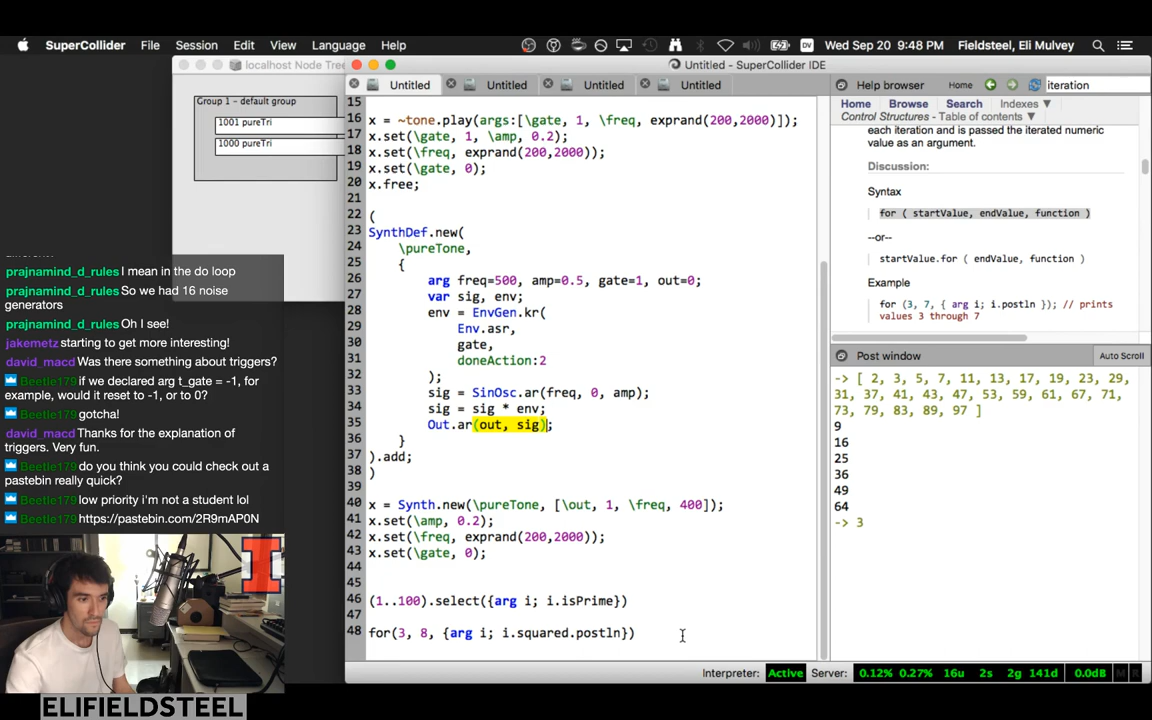 SuperCollider File Session Edit View Language Help
DV Wed Sep 20 9:48 PM Fieldsteel, Eli Mulvey
localhost Node Tree
Untitled - SuperCollider IDE
Untitled Untitled Untitled Untitled
Help browser Home iteration
Home Browse Search Indexes ▼
Control Structures - Table of contents ▼
each iteration and is passed the iterated numeric
value as an argument.
Discussion:
Syntax
for ( startValue, endValue, function )
--or--
startValue.for ( endValue, function )
Example
for (3, 7, { arg i; i.postln }); // prints
values 3 through 7
Group 1 - default group
1001 pureTri
1000 pureTri
15
16 x = ~tone.play(args:[\gate, 1, \freq, exprand(200,2000)]);
17 x.set(\gate, 1, \amp, 0.2);
18 x.set(\freq, exprand(200,2000));
19 x.set(\gate, 0);
20 x.free;
21
22 (
23 SynthDef.new(
24 \pureTone,
25 {
26 arg freq=500, amp=0.5, gate=1, out=0;
27 var sig, env;
28 env = EnvGen.kr(
29 Env.asr,
30 gate,
31 doneAction:2
32 );
33 sig = SinOsc.ar(freq, 0, amp);
34 sig = sig * env;
35 Out.ar(out, sig);
36 }
37 ).add;
38 )
39
40 x = Synth.new(\pureTone, [\out, 1, \freq, 400]);
41 x.set(\amp, 0.2);
42 x.set(\freq, exprand(200,2000));
43 x.set(\gate, 0);
44
45
46 (1..100).select({arg i; i.isPrime})
47
48 for(3, 8, {arg i; i.squared.postln})
Post window Auto Scroll
-> [ 2, 3, 5, 7, 11, 13, 17, 19, 23, 29,
31, 37, 41, 43, 47, 53, 59, 61, 67, 71,
73, 79, 83, 89, 97 ]
9
16
25
36
49
64
-> 3
prajnamind_d_rules I mean in the do loop
prajnamind_d_rules So we had 16 noise
generators
prajnamind_d_rules Oh I see!
jakemetz starting to get more interesting!
david_macd Was there something about triggers?
Beetle179 if we declared arg t_gate = -1, for
example, would it reset to -1, or to 0?
Beetle179 gotcha!
david_macd Thanks for the explanation of
triggers. Very fun.
Beetle179 do you think you could check out a
pastebin really quick?
Beetle179 low priority i'm not a student lol
Beetle179 https://pastebin.com/2R9mAP0N
I
ELIFIELDSTEEL
Interpreter: Active Server: 0.12% 0.27% 16u 2s 2g 141d 0.0dB M R